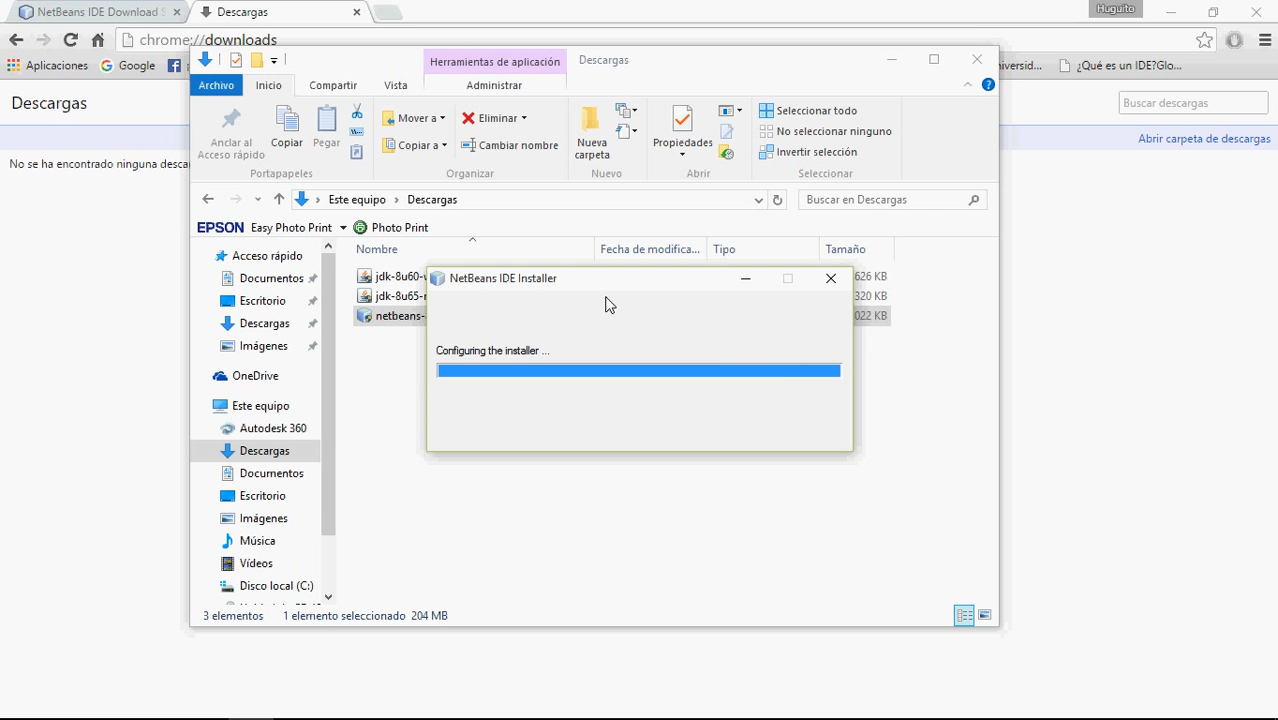 NetBeans IDE Download S
Descargas
Huguito
chrome://downloads
Aplicaciones
Google
niversid...
¿Qué es un IDE?Glo...
Descargas
Buscar descargas
Abrir carpeta de descargas
No se ha encontrado ninguna desca
Herramientas de aplicación
Descargas
Archivo
Inicio
Compartir
Vista
Administrar
Anclar al
Acceso rápido
Copiar
Pegar
Mover a
Copiar a
Eliminar
Cambiar nombre
Nueva
carpeta
Propiedades
Seleccionar todo
No seleccionar ninguno
Invertir selección
Portapapeles
Organizar
Nuevo
Abrir
Seleccionar
Este equipo
Descargas
Buscar en Descargas
EPSON Easy Photo Print
Photo Print
Nombre
Fecha de modifica...
Tipo
Tamaño
jdk-8u60-
626 KB
jdk-8u65-
320 KB
netbeans-
022 KB
Acceso rápido
Documentos
Escritorio
Descargas
Imágenes
OneDrive
Este equipo
Autodesk 360
Descargas
Documentos
Escritorio
Imágenes
Música
Vídeos
Disco local (C:)
NetBeans IDE Installer
Configuring the installer ...
3 elementos
1 elemento seleccionado 204 MB